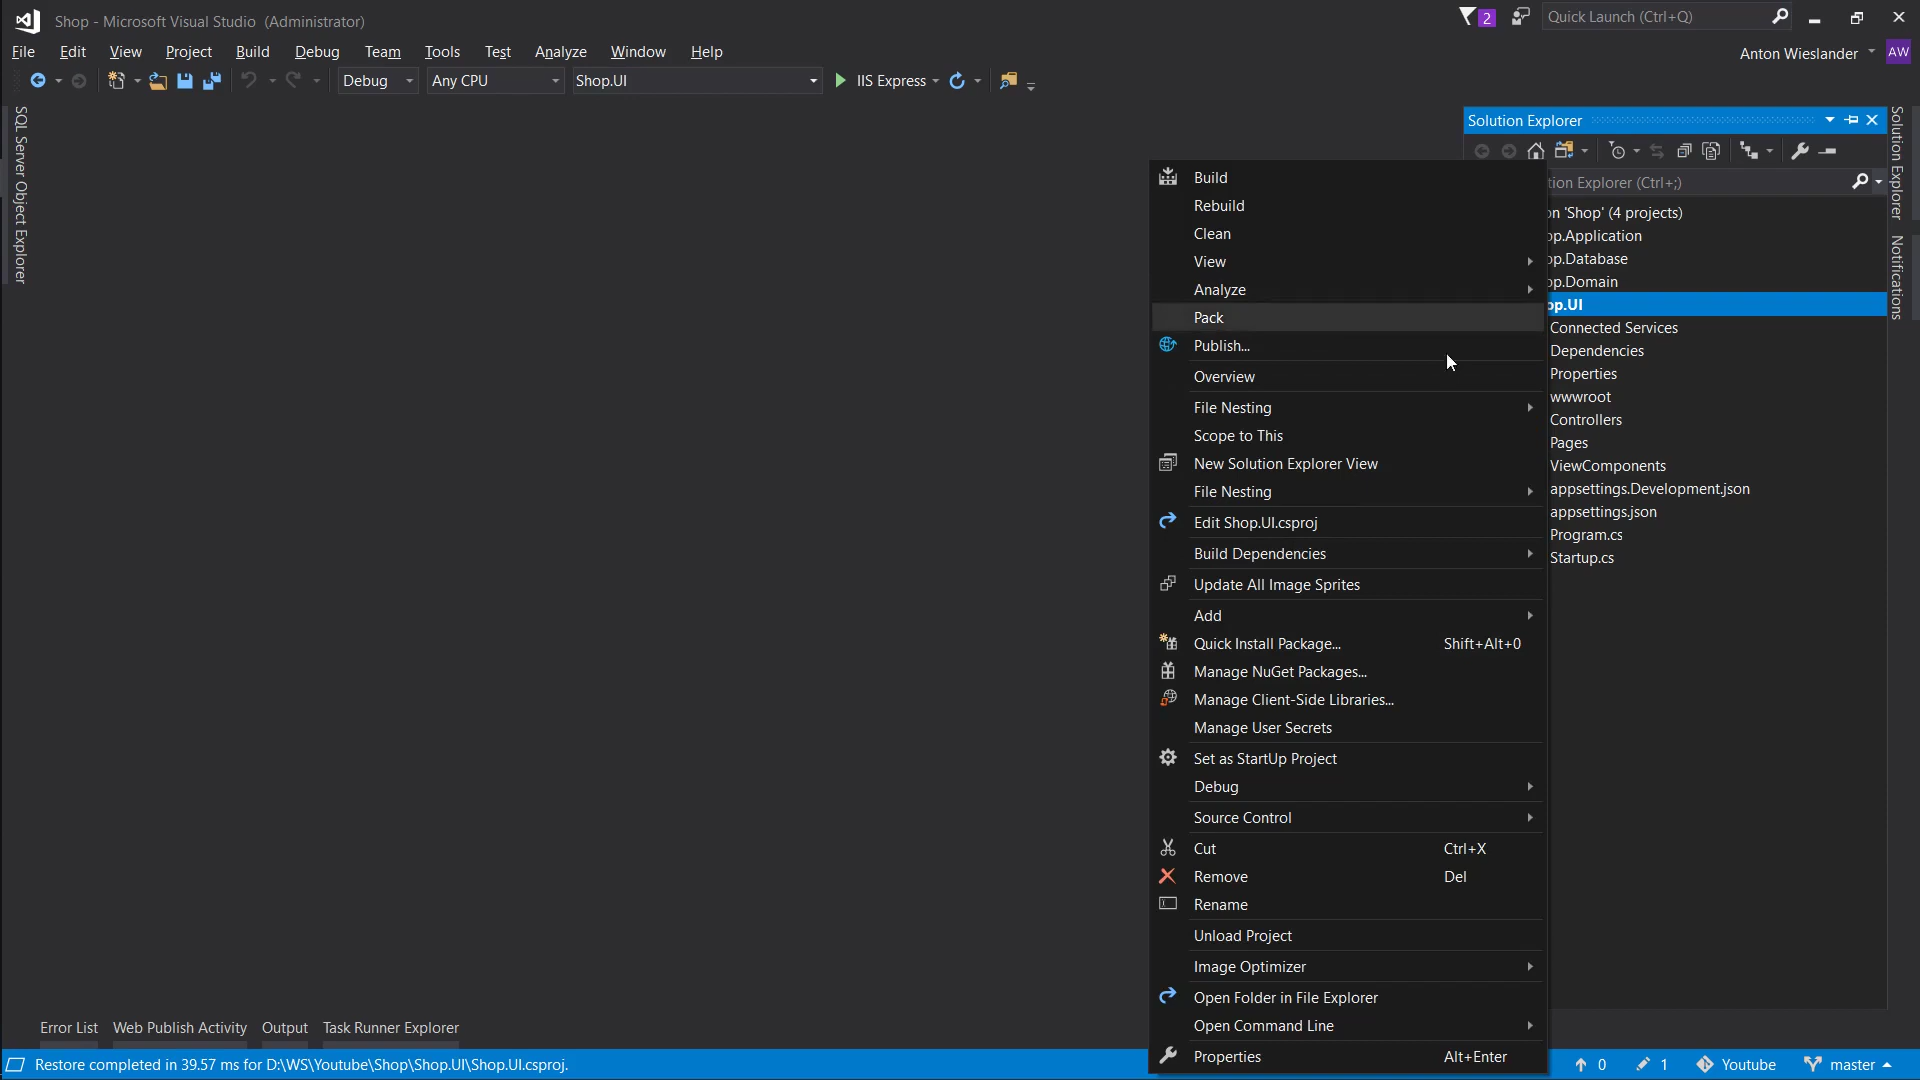 Shop - Microsoft Visual Studio (Administrator)
2
Quick Launch (Ctrl+Q)
File Edit View Project Build Debug Team Tools Test Analyze Window Help
Anton Wieslander
AW
Debug
Any CPU
Shop.UI
IIS Express
SQL Server Object Explorer
Solution Explorer
Solution Explorer
Notifications
tion Explorer (Ctrl+;)
on 'Shop' (4 projects)
op.Application
op.Database
op.Domain
op.UI
Connected Services
Dependencies
Properties
wwwroot
Controllers
Pages
ViewComponents
appsettings.Development.json
appsettings.json
Program.cs
Startup.cs
Build
Rebuild
Clean
View
Analyze
Pack
Publish...
Overview
File Nesting
Scope to This
New Solution Explorer View
File Nesting
Edit Shop.UI.csproj
Build Dependencies
Update All Image Sprites
Add
Quick Install Package... Shift+Alt+0
Manage NuGet Packages...
Manage Client-Side Libraries...
Manage User Secrets
Set as StartUp Project
Debug
Source Control
Cut Ctrl+X
Remove Del
Rename
Unload Project
Image Optimizer
Open Folder in File Explorer
Open Command Line
Properties Alt+Enter
Error List Web Publish Activity Output Task Runner Explorer
Restore completed in 39.57 ms for D:\WS\Youtube\Shop\Shop.UI\Shop.UI.csproj.
0 1 Youtube master